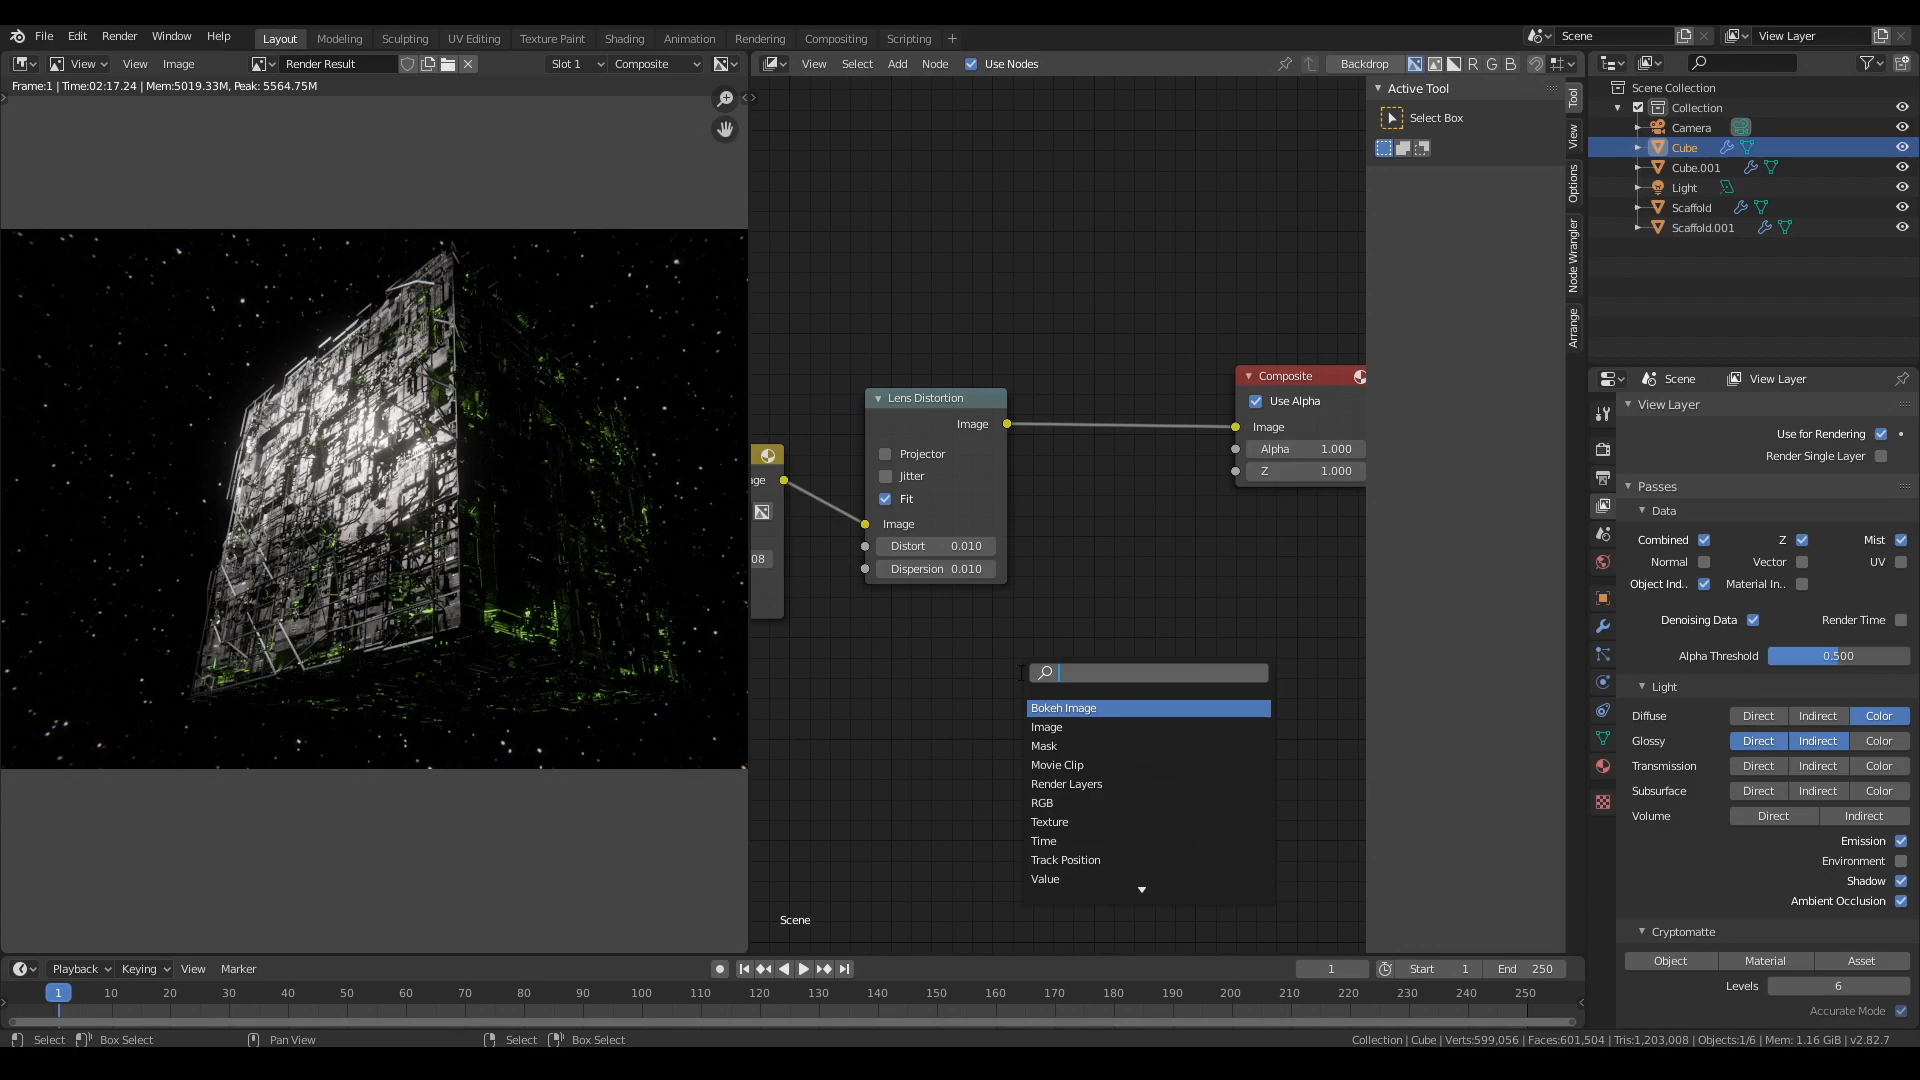 File Edit Render Window Help Layout Modeling Sculpting UV Editing Texture Paint Shading Animation Rendering Compositing Scripting + Scene View Layer
View View Image Render Result Slot 1 Composite View Select Add Node Use Nodes Backdrop R G B
Frame:1 | Time:02:17.24 | Mem:5019.33M, Peak: 5564.75M
Active Tool
Select Box
Tool
View
Options
Node Wrangler
Arrange
Scene Collection
Collection
Camera
Cube
Cube.001
Light
Scaffold
Scaffold.001
Lens Distortion
Image
Projector
Jitter
Fit
Image
Distort 0.010
Dispersion 0.010
age
08
Composite
Use Alpha
Image
Alpha 1.000
Z 1.000
Bokeh Image
Image
Mask
Movie Clip
Render Layers
RGB
Texture
Time
Track Position
Value
Scene
Scene View Layer
View Layer
Use for Rendering
Render Single Layer
Passes
Data
Combined Z Mist
Normal Vector UV
Object Ind.. Material In..
Denoising Data Render Time
Alpha Threshold 0.500
Light
Diffuse Direct Indirect Color
Glossy Direct Indirect Color
Transmission Direct Indirect Color
Subsurface Direct Indirect Color
Volume Direct Indirect
Emission
Environment
Shadow
Ambient Occlusion
Cryptomatte
Object Material Asset
Levels 6
Accurate Mode
Playback Keying View Marker 1 Start 1 End 250
1 10 20 30 40 50 60 70 80 90 100 110 120 130 140 150 160 170 180 190 200 210 220 230 240 250
Select Box Select Pan View Select Box Select Collection | Cube | Verts:599,056 | Faces:601,504 | Tris:1,203,008 | Objects:1/6 | Mem: 1.16 GiB | v2.82.7